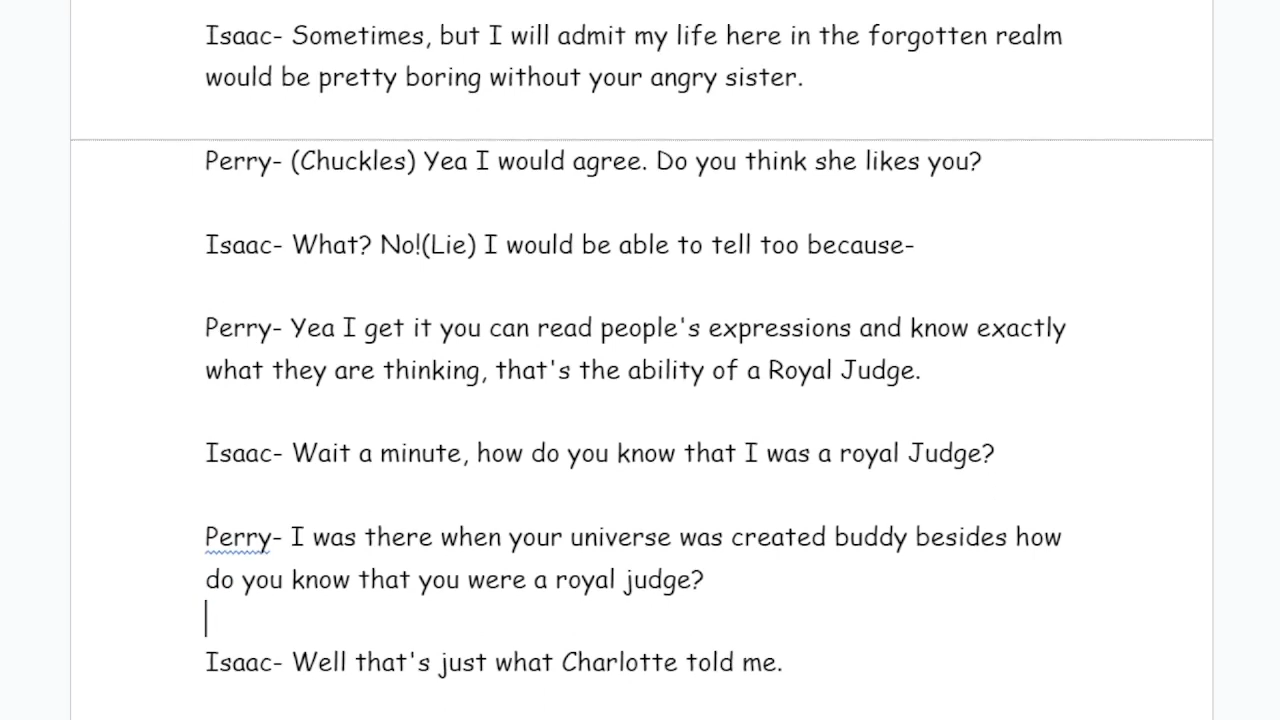 Isaac- Sometimes, but I will admit my life here in the forgotten realm
would be pretty boring without your angry sister.
Perry- (Chuckles) Yea I would agree. Do you think she likes you?
Isaac- What? No!(Lie) I would be able to tell too because-
Perry- Yea I get it you can read people's expressions and know exactly
what they are thinking, that's the ability of a Royal Judge.
Isaac- Wait a minute, how do you know that I was a royal Judge?
Perry- I was there when your universe was created buddy besides how
do you know that you were a royal judge?
Isaac- Well that's just what Charlotte told me.